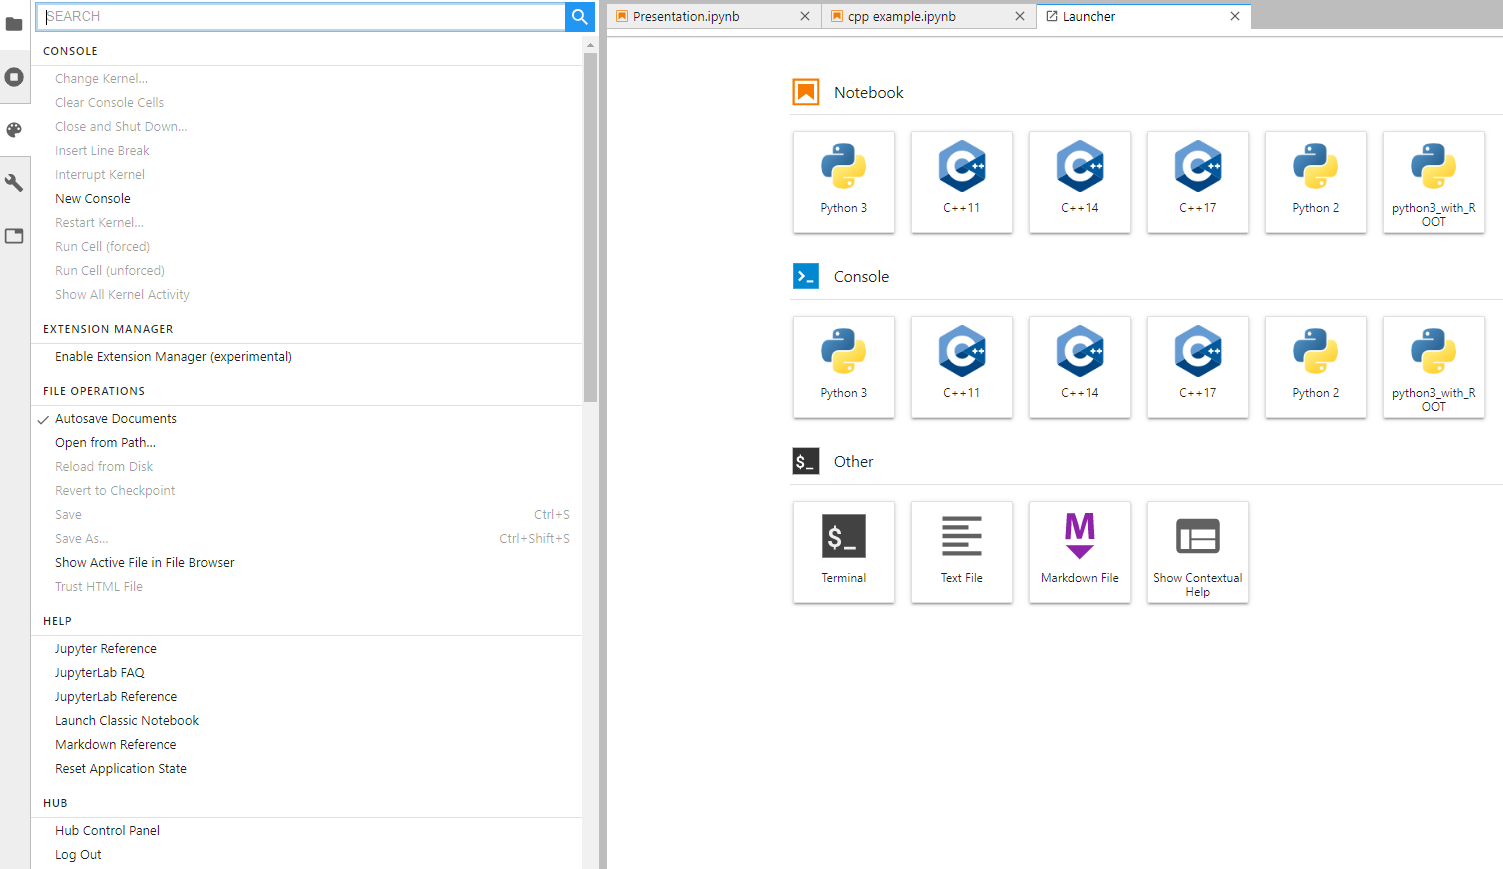 SEARCH
CONSOLE
Change Kernel...
Clear Console Cells
Close and Shut Down...
Insert Line Break
Interrupt Kernel
New Console
Restart Kernel...
Run Cell (forced)
Run Cell (unforced)
Show All Kernel Activity
EXTENSION MANAGER
Enable Extension Manager (experimental)
FILE OPERATIONS
Autosave Documents
Open from Path...
Reload from Disk
Revert to Checkpoint
Save Ctrl+S
Save As... Ctrl+Shift+S
Show Active File in File Browser
Trust HTML File
HELP
Jupyter Reference
JupyterLab FAQ
JupyterLab Reference
Launch Classic Notebook
Markdown Reference
Reset Application State
HUB
Hub Control Panel
Log Out
Presentation.ipynb
cpp example.ipynb
Launcher
Notebook
Python 3
C++11
C++14
C++17
Python 2
python3_with_R
OOT
Console
Python 3
C++11
C++14
C++17
Python 2
python3_with_R
OOT
$_ Other
$_
Terminal
Text File
M
Markdown File
Show Contextual
Help